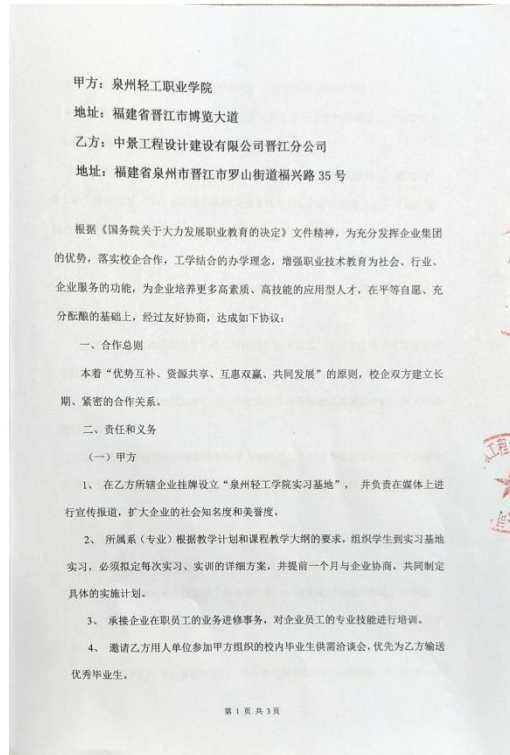 甲方：泉州轻工职业学院
地址：福建省晋江市博览大道
乙方：中景工程设计建设有限公司晋江分公司
地址：福建省泉州市晋江市罗山街道福兴路 35 号
根据《国务院关于大力发展职业教育的决定》文件精神，为充分发挥企业集团
的优势，落实校企合作，工学结合的办学理念，增强职业技术教育为社会、行业、
企业服务的功能，为企业培养更多高素质、高技能的应用型人才，在平等自愿、充
分酝酿的基础上，经过友好协商，达成如下协议：
一、合作总则
本着“优势互补、资源共享、互惠双赢、共同发展”的原则，校企双方建立长
期、紧密的合作关系。
二、责任和义务
（一）甲方
1、 在乙方所辖企业挂牌设立“泉州轻工学院实习基地”， 并负责在媒体上进
行宣传报道，扩大企业的社会知名度和美誉度。
2、 所属系（专业）根据教学计划和课程教学大纲的要求，组织学生到实习基地
实习，必须拟定每次实习、实训的详细方案，并提前一个月与企业协商，共同制定
具体的实施计划。
3、 承接企业在职员工的业务进修事务，对企业员工的专业技能进行培训。
4、 邀请乙方用人单位参加甲方组织的校内毕业生供需洽谈会，优先为乙方输送
优秀毕业生。
第 1 页 共 3 页
工程